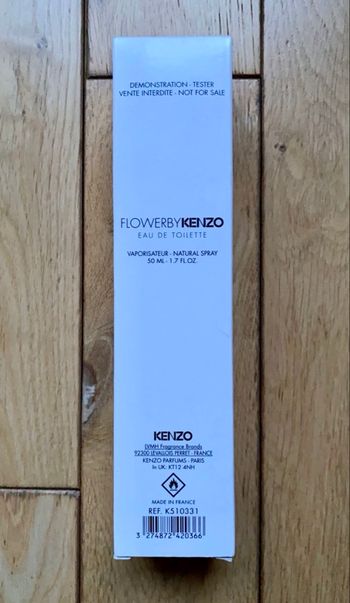 DEMONSTRATION - TESTER
VENTE INTERDITE - NOT FOR SALE
FLOWERBYKENZO
EAU DE TOILETTE
VAPORISATEUR - NATURAL SPRAY
50 ML - 1.7 FL.OZ.
KENZO
LVMH Fragrance Brands
92300 LEVALLOIS PERRET - FRANCE
KENZO PARFUMS - PARIS
In UK: KT12 4NH
MADE IN FRANCE
REF. K510331
3 274872 420366